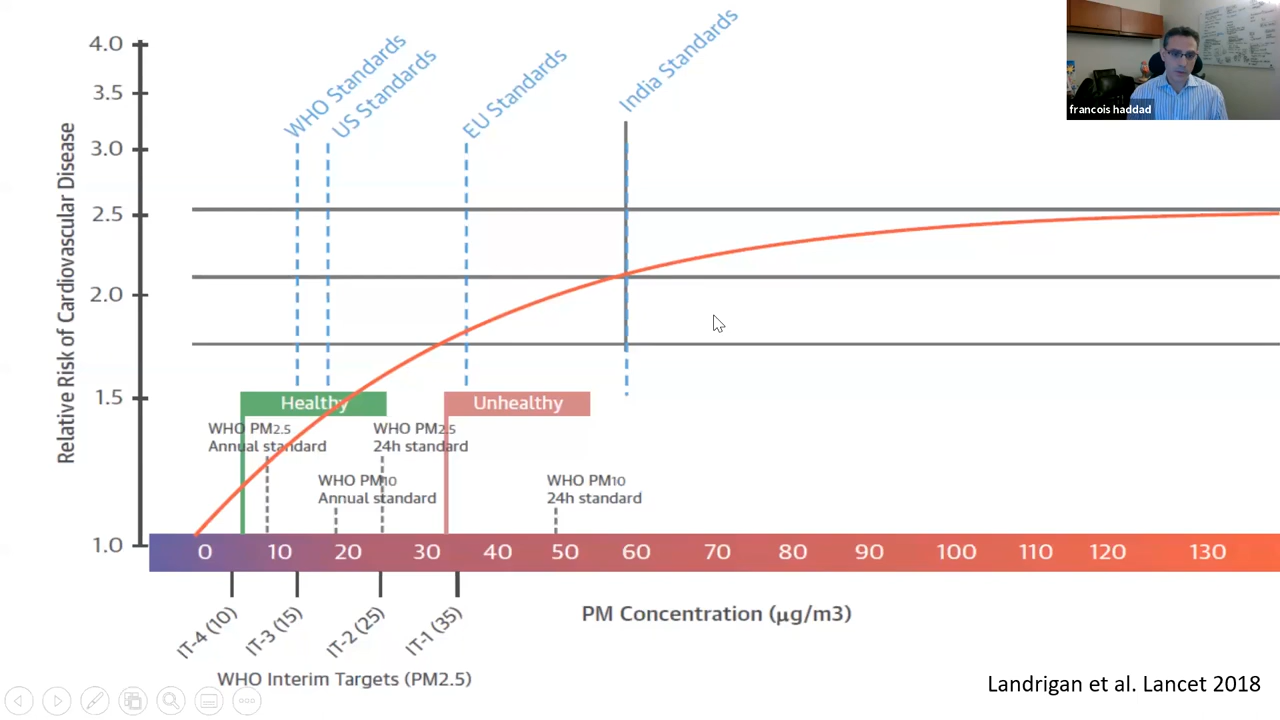 4.0
3.5
3.0
2.5
2.0
1.5
1.0
Relative Risk of Cardiovascular Disease
WHO Standards
US Standards
EU Standards
India Standards
francois haddad
Healthy
Unhealthy
WHO PM2.5
Annual standard
WHO PM2.5
24h standard
WHO PM10
Annual standard
WHO PM10
24h standard
0 10 20 30 40 50 60 70 80 90 100 110 120 130
IT-4 (10)
IT-3 (15)
IT-2 (25)
IT-1 (35)
PM Concentration (µg/m3)
WHO Interim Targets (PM2.5)
Landrigan et al. Lancet 2018